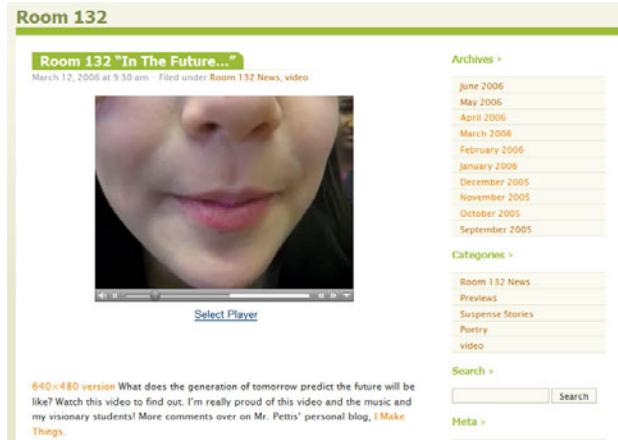 Room 132
Room 132 "In The Future..."
March 12, 2006 at 9:30 am · Filed under Room 132 News, video
Select Player
640×480 version What does the generation of tomorrow predict the future will be
like? Watch this video to find out. I'm really proud of this video and the music and
my visionary students! More comments over on Mr. Pettis' personal blog, I Make
Things.
Archives »
June 2006
May 2006
April 2006
March 2006
February 2006
January 2006
December 2005
November 2005
October 2005
September 2005
Categories »
Room 132 News
Previews
Suspense Stories
Poetry
video
Search »
Search
Meta »